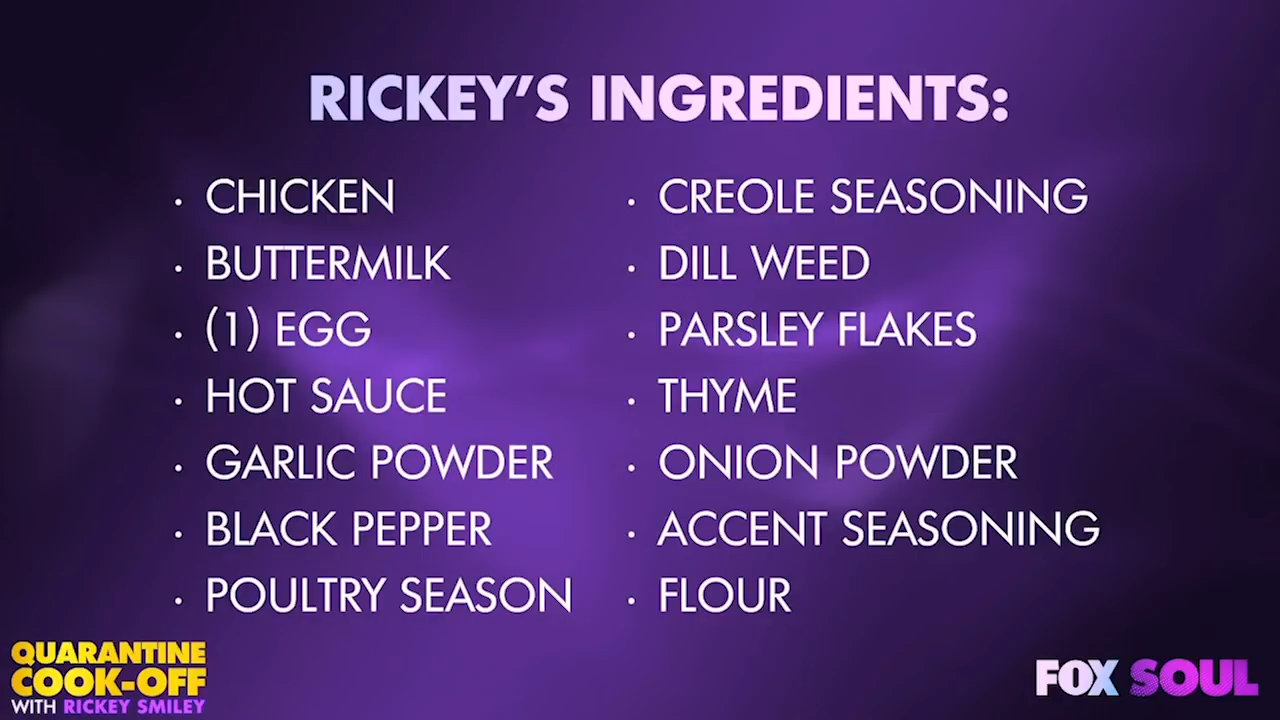 RICKEY'S INGREDIENTS:
· CHICKEN
· BUTTERMILK
· (1) EGG
· HOT SAUCE
· GARLIC POWDER
· BLACK PEPPER
· POULTRY SEASON
· CREOLE SEASONING
· DILL WEED
· PARSLEY FLAKES
· THYME
· ONION POWDER
· ACCENT SEASONING
· FLOUR
QUARANTINE
COOK-OFF
WITH RICKEY SMILEY
FOX SOUL